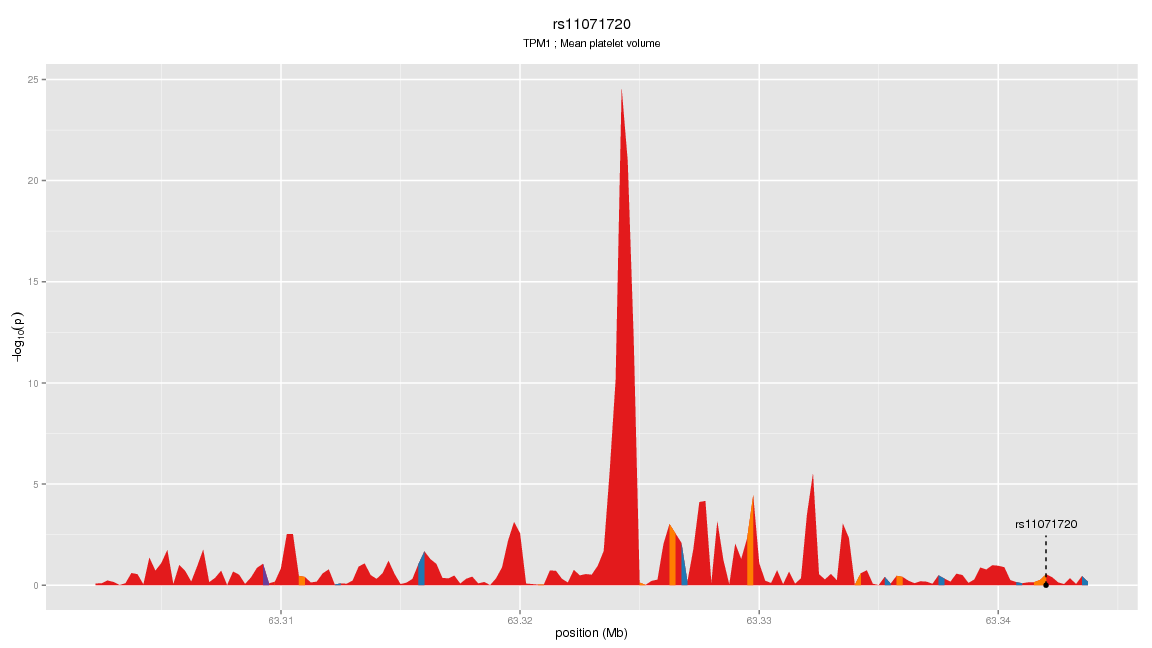 rs11071720
TPM1 ; Mean platelet volume
25
20
15
10
5
0
−log10(p)
rs11071720
63.31
63.32
63.33
63.34
position (Mb)